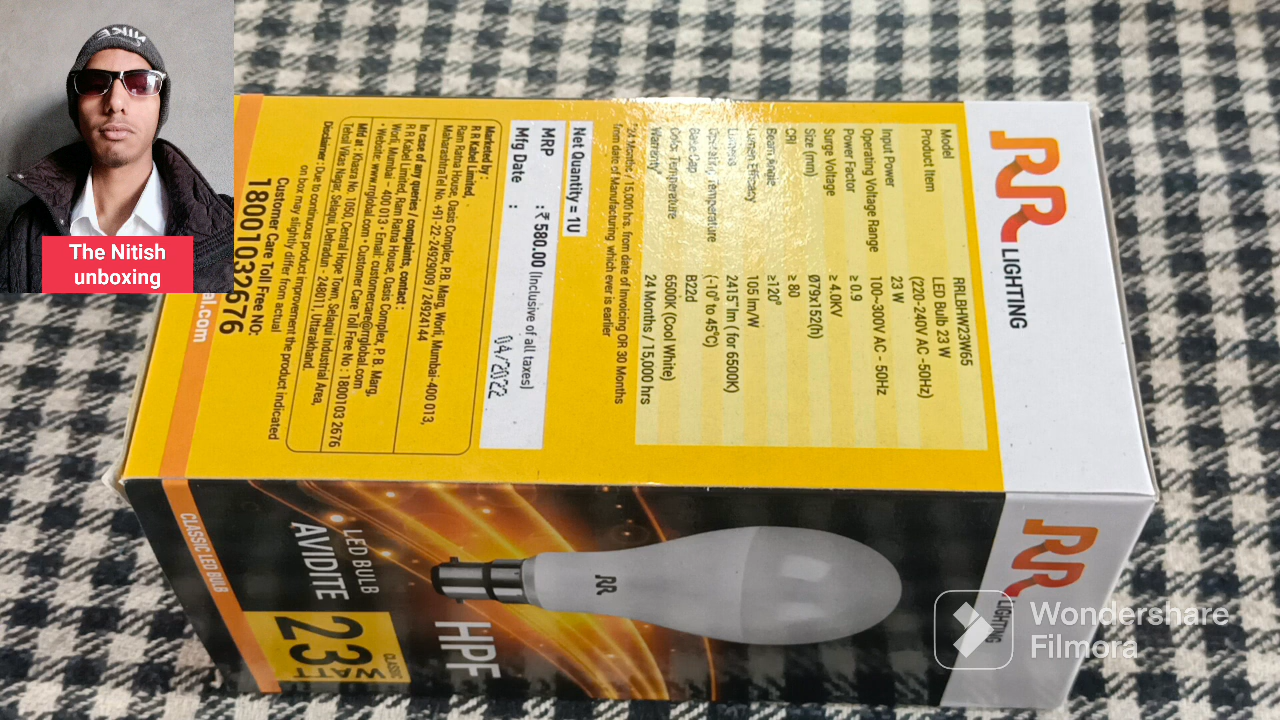 NIKE
The Nitish
unboxing
RR LIGHTING
Model RRLBHW23W65
Product Item LED Bulb 23 W
(220-240V AC -50Hz)
Input Power 23 W
Operating Voltage Range 100~300V AC - 50Hz
Power Factor ≥ 0.9
Surge Voltage ≥ 4.0KV
Size (mm) Ø79x152(h)
CRI ≥ 80
Beam Angle ≥120°
Lumen Efficacy 105 lm/W
Lumens 2415* lm ( for 6500K)
Operating Temperature (-10° to 45°C)
Base Cap B22d
Color Temperature 6500K (Cool White)
Warranty* 24 Months / 15,000 hrs
*24 Months / 15,000 hrs. from date of Invoicing OR 30 Months
from date of Manufacturing which ever is earlier
Net Quantity = 1U
MRP : ₹ 580.00 (Inclusive of all taxes)
Mfg Date : 04/2022
Marketed by :
R R Kabel Limited,
Ram Ratna House, Oasis Complex, P.B. Marg, Worli, Mumbai-400 013,
Maharashtra Tel No. +91-22-24929009 / 24924144
In case of any queries / complaints, contact :
R R Kabel Limited, Ram Ratna House, Oasis Complex, P. B. Marg,
Worli, Mumbai – 400 013 • Email: customercare@rrglobal.com
• Website: www.rrglobal.com • Customer Care Toll Free No : 1800103 2676
Mfd at : Khasra No. 1050, Central Hope Town, Selaqui Industrial Area,
Tehsil Vikas Nagar, Selaqui, Dehradun - 248011, Uttarakhand.
Disclaimer : Due to continuous product improvement the product indicated
on box may slightly differ from actual
Customer Care Toll Free NO:
18001032676
al.com
RR LIGHTING
RR
HPF
LED BULB
AVIDITE
CLASSIC
23 WATT
CLASSIC LED BULB
Wondershare
Filmora